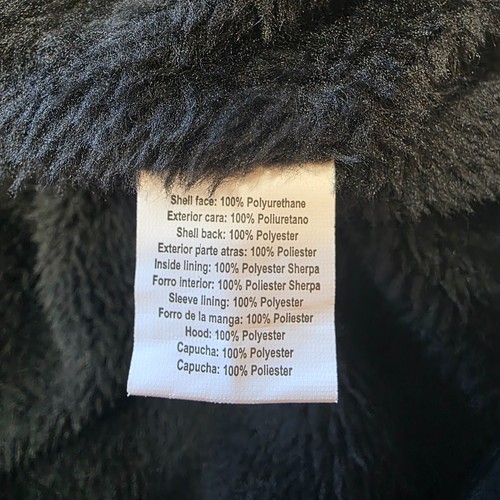 Shell face: 100% Polyurethane
Exterior cara: 100% Poliuretano
Shell back: 100% Polyester
Exterior parte atras: 100% Poliester
Inside lining: 100% Polyester Sherpa
Forro interior: 100% Poliester Sherpa
Sleeve lining: 100% Polyester
Forro de la manga: 100% Poliester
Hood: 100% Polyester
Capucha: 100% Polyester
Capucha: 100% Poliester